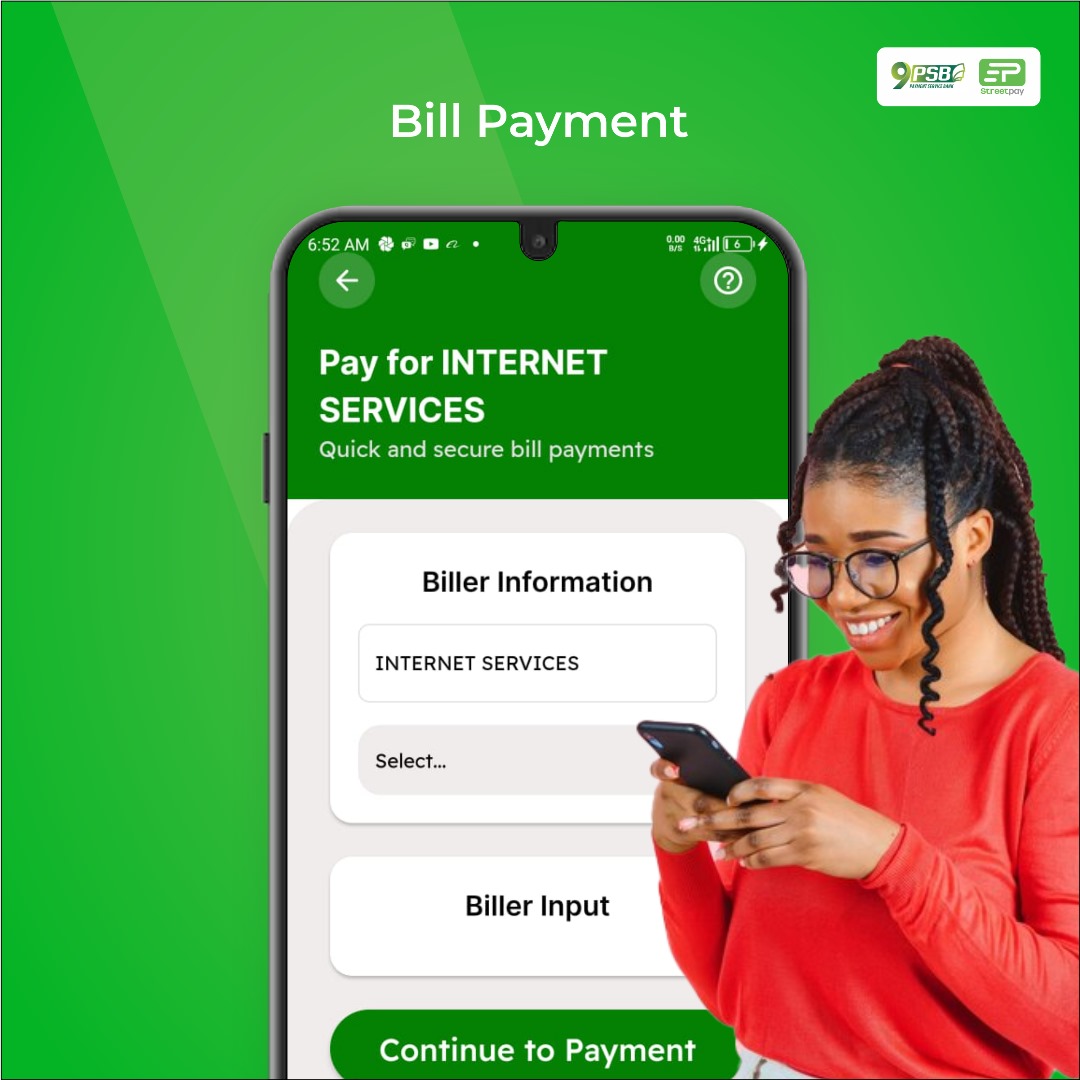 9PSB
PAYMENT SERVICE BANK
Streetpay
Bill Payment
6:52 AM
0.00
B/S
4G+
6
Pay for INTERNET
SERVICES
Quick and secure bill payments
Biller Information
INTERNET SERVICES
Select...
Biller Input
Continue to Payment